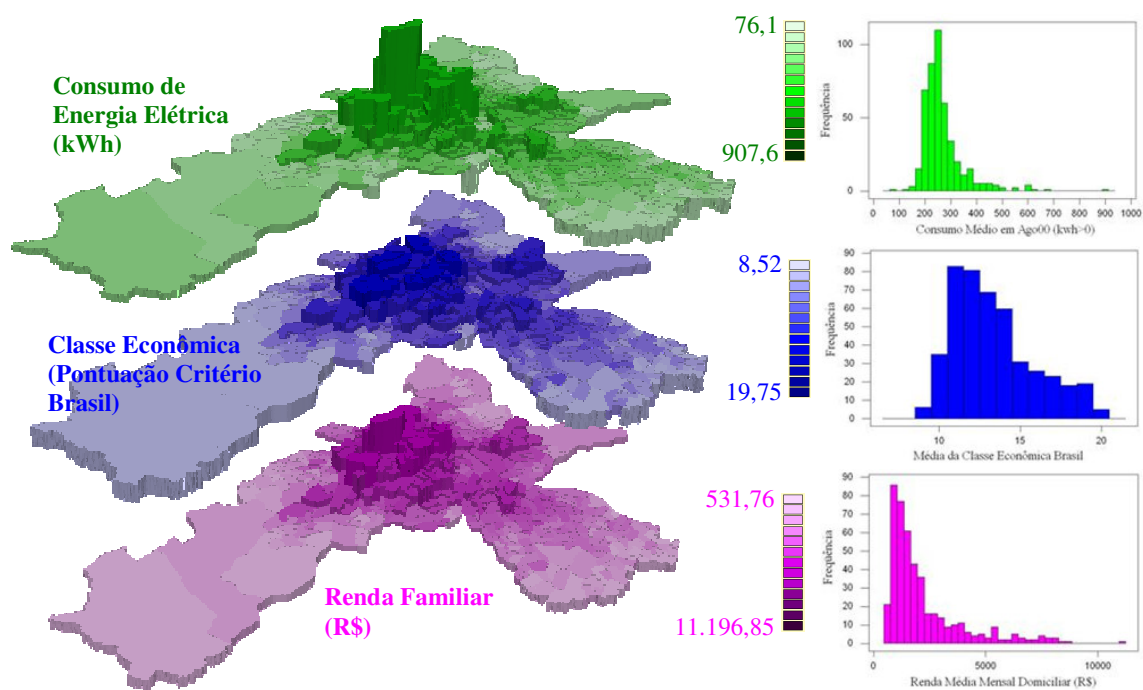 Consumo de
Energia Elétrica
(kWh)
76,1
907,6
Freqüência
100
50
0
0 100 200 300 400 500 600 700 800 900 1000
Consumo Médio em Ago00 (kwh>0)
Classe Econômica
(Pontuação Critério
Brasil)
8,52
19,75
Freqüência
90
80
70
60
50
40
30
20
10
0
10 15 20
Média da Classe Econômica Brasil
Renda Familiar
(R$)
531,76
11.196,85
Freqüência
90
80
70
60
50
40
30
20
10
0
0 5000 10000
Renda Média Mensal Domiciliar (R$)